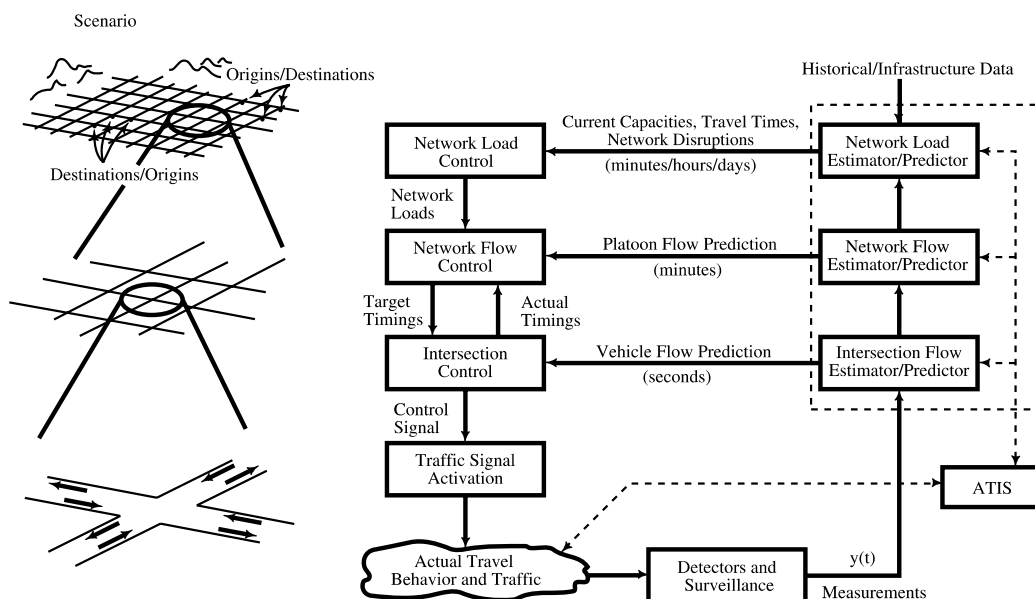 Scenario
Origins/Destinations
Destinations/Origins
Historical/Infrastructure Data
Network Load
Control
Current Capacities, Travel Times,
Network Disruptions
(minutes/hours/days)
Network Load
Estimator/Predictor
Network
Loads
Network Flow
Control
Platoon Flow Prediction
(minutes)
Network Flow
Estimator/Predictor
Target
Timings
Actual
Timings
Intersection
Control
Vehicle Flow Prediction
(seconds)
Intersection Flow
Estimator/Predictor
Control
Signal
Traffic Signal
Activation
ATIS
Actual Travel
Behavior and Traffic
Detectors and
Surveillance
y(t)
Measurements